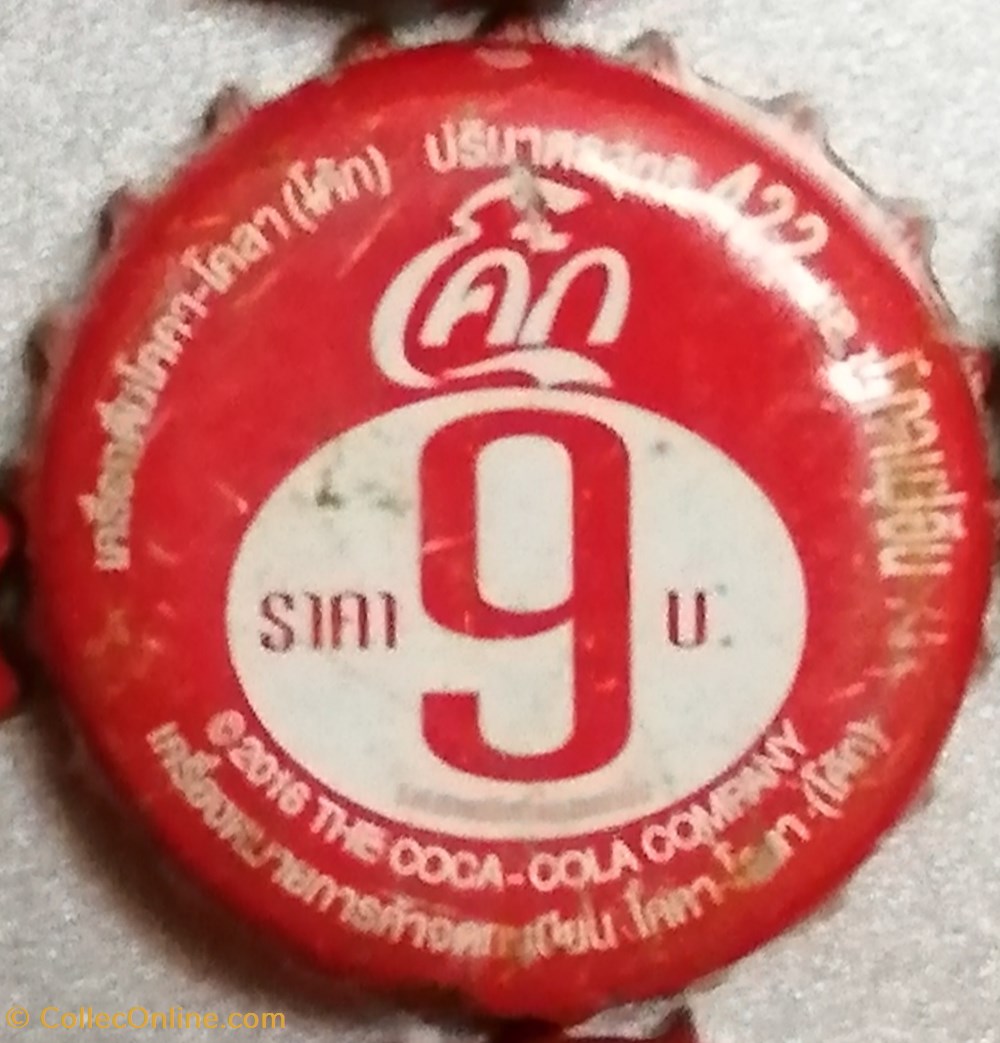 เครื่องดื่มโคคา-โคลา (โค้ก) ปริมาตรสุทธิ
โค้ก
ราคา 9 บ
© 2016 THE COCA-COLA COMPANY
เครื่องหมายการค้าจดทะเบียน โคคา-โคลา-(โค้ก)
© CollecOnline.com